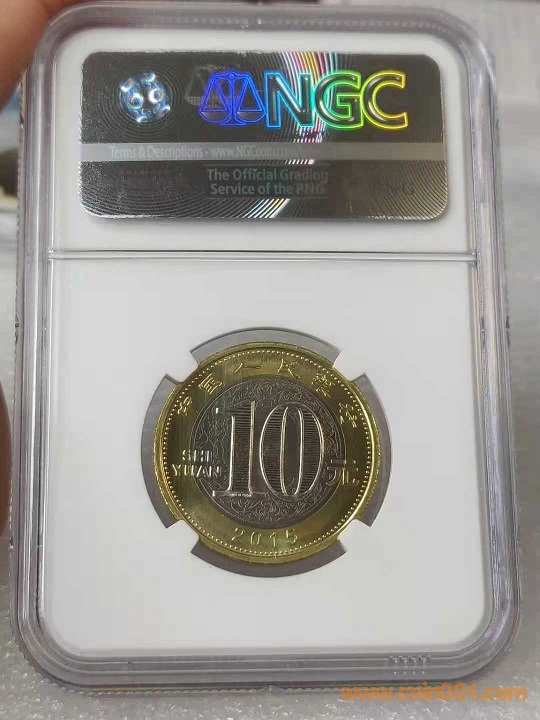 NGC
Terms & Descriptions - www.NGCcoin.c
The Official Grading
Service of the PNG
中国人民银行
SHI
YUAN
10
元
2015
www.coin001.com